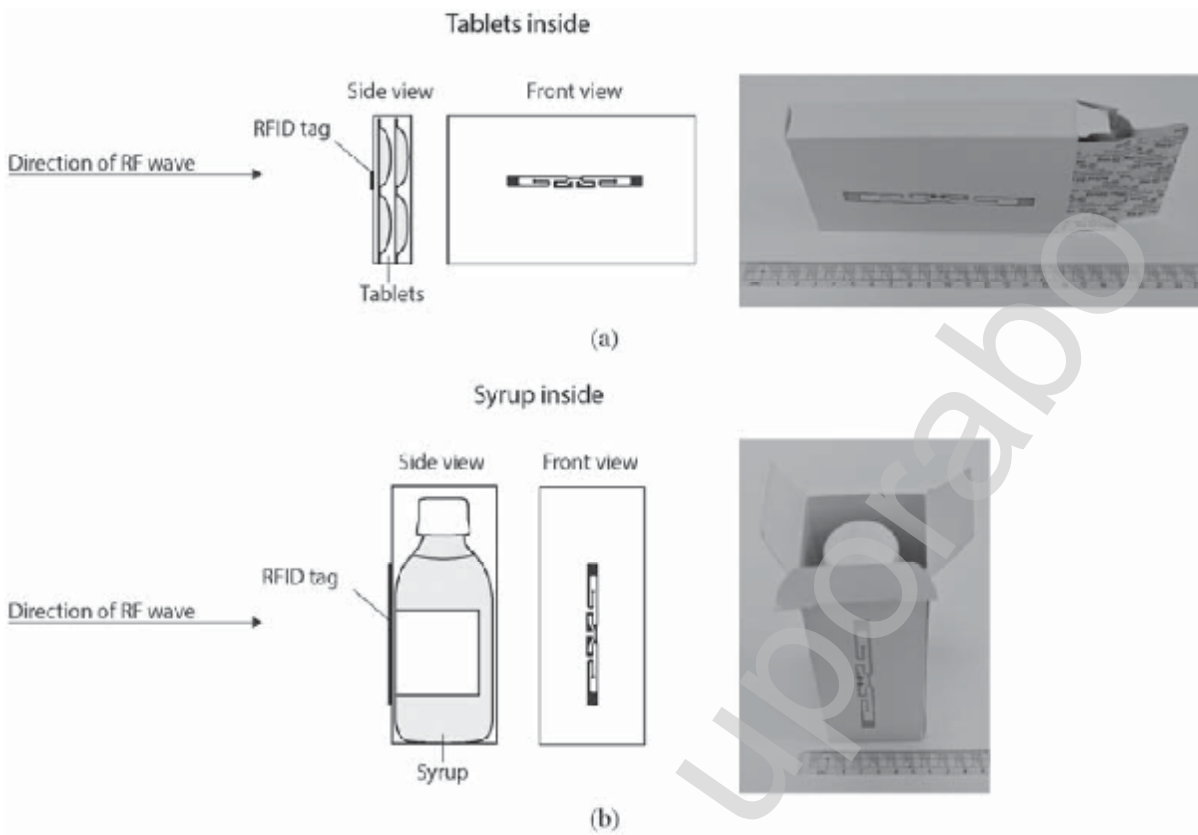 Tablets inside
Side view
Front view
RFID tag
Direction of RF wave
Tablets
(a)
Syrup inside
Side view
Front view
RFID tag
Direction of RF wave
Syrup
(b)
uporabo